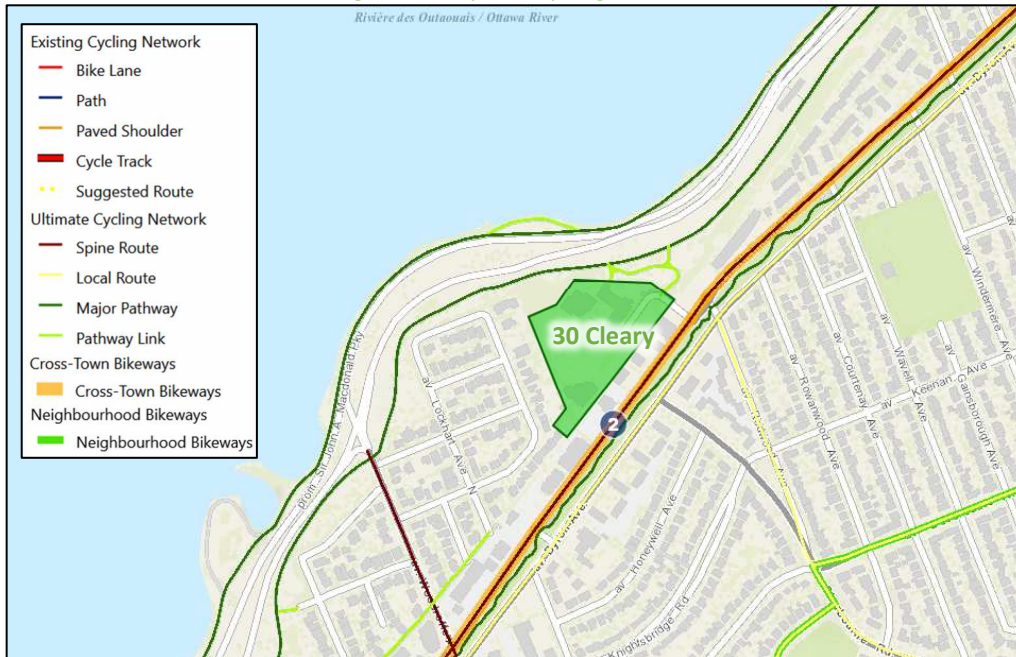 Rivière des Outaouais / Ottawa River
Existing Cycling Network
Bike Lane
Path
Paved Shoulder
Cycle Track
Suggested Route
Ultimate Cycling Network
Spine Route
Local Route
Major Pathway
Pathway Link
Cross-Town Bikeways
Cross-Town Bikeways
Neighbourhood Bikeways
Neighbourhood Bikeways
30 Cleary
2
prom. Sir John A. Macdonald Pky
av Lockhart Ave N
av Byron Ave
av Honeywell Ave
Knightsbridge Rd
av Rowanwood Ave
av Courtenay Ave
av Wavell Ave
av Keenan Ave
av Gainsborough Ave
av Windermere Ave